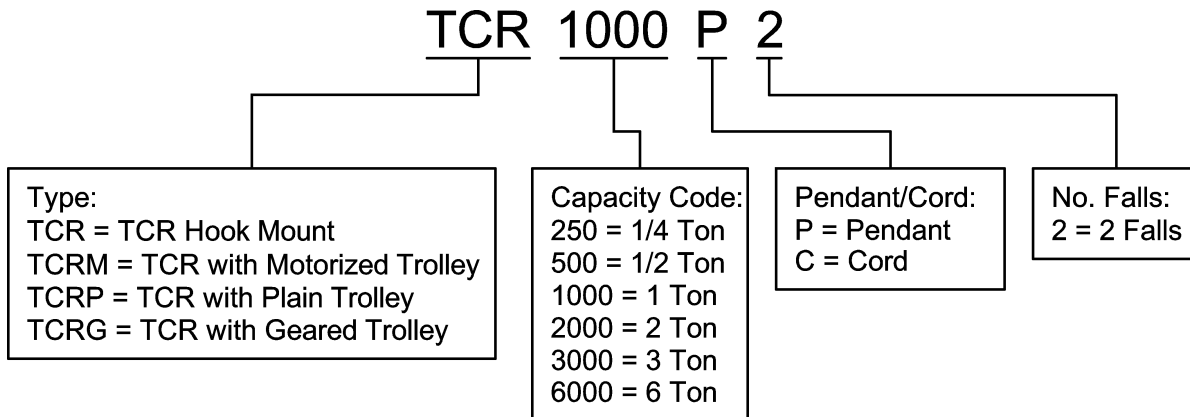 TCR 1000 P 2
Type:
TCR = TCR Hook Mount
TCRM = TCR with Motorized Trolley
TCRP = TCR with Plain Trolley
TCRG = TCR with Geared Trolley
Capacity Code:
250 = 1/4 Ton
500 = 1/2 Ton
1000 = 1 Ton
2000 = 2 Ton
3000 = 3 Ton
6000 = 6 Ton
Pendant/Cord:
P = Pendant
C = Cord
No. Falls:
2 = 2 Falls